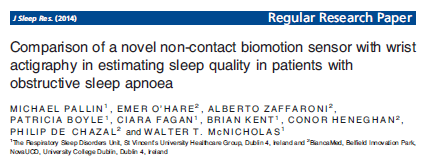 J Sleep Res. (2014)
Regular Research Paper
Comparison of a novel non-contact biomotion sensor with wrist
actigraphy in estimating sleep quality in patients with
obstructive sleep apnoea
MICHAEL PALLIN¹, EMER O'HARE², ALBERTO ZAFFARONI²,
PATRICIA BOYLE¹, CIARA FAGAN¹, BRIAN KENT¹, CONOR HENEGHAN²,
PHILIP DE CHAZAL² and WALTER T. McNICHOLAS¹
¹The Respiratory Sleep Disorders Unit, St Vincent's University Healthcare Group, Dublin 4, Ireland and ²BiancaMed, Belfield Innovation Park,
NovaUCD, University College Dublin, Dublin 4, Ireland